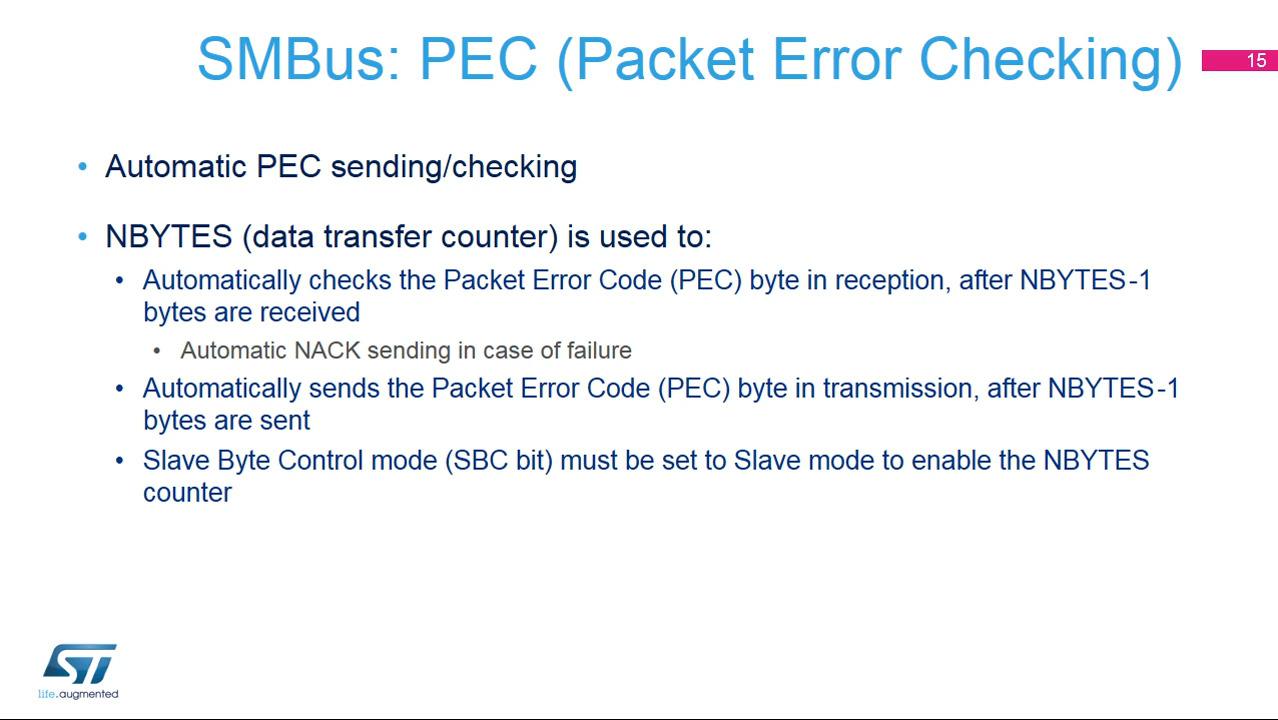 SMBus: PEC (Packet Error Checking)
15
• Automatic PEC sending/checking
• NBYTES (data transfer counter) is used to:
• Automatically checks the Packet Error Code (PEC) byte in reception, after NBYTES-1
bytes are received
• Automatic NACK sending in case of failure
• Automatically sends the Packet Error Code (PEC) byte in transmission, after NBYTES-1
bytes are sent
• Slave Byte Control mode (SBC bit) must be set to Slave mode to enable the NBYTES
counter
ST
life.augmented